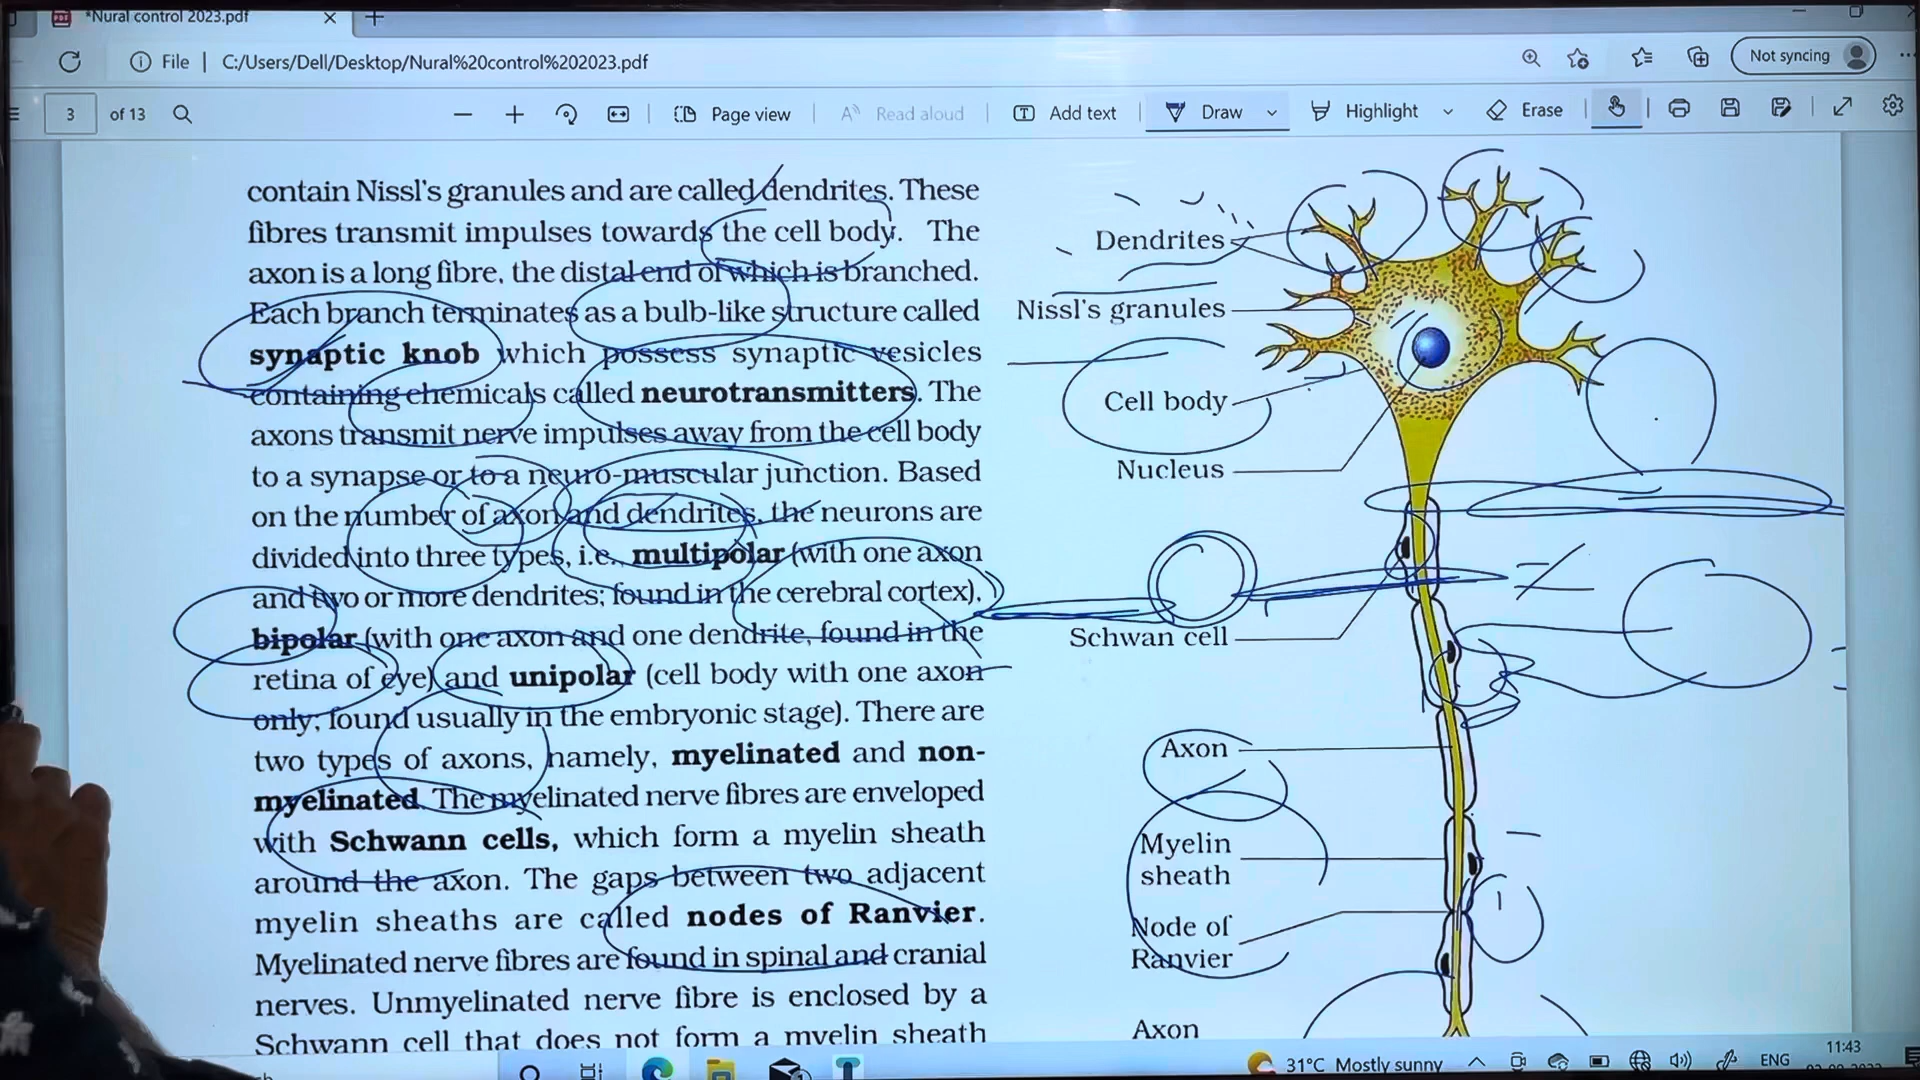 *Nural control 2023.pdf
File | C:/Users/Dell/Desktop/Nural%20control%202023.pdf
Not syncing
3 of 13
Page view
Read aloud
Add text
Draw
Highlight
Erase
contain Nissl's granules and are called dendrites. These
fibres transmit impulses towards the cell body. The
axon is a long fibre, the distal end of which is branched.
Each branch terminates as a bulb-like structure called
synaptic knob which possess synaptic vesicles
containing chemicals called neurotransmitters. The
axons transmit nerve impulses away from the cell body
to a synapse or to a neuro-muscular junction. Based
on the number of axon and dendrites, the neurons are
divided into three types, i.e., multipolar (with one axon
and two or more dendrites; found in the cerebral cortex),
bipolar (with one axon and one dendrite, found in the
retina of eye) and unipolar (cell body with one axon
only; found usually in the embryonic stage). There are
two types of axons, namely, myelinated and non-
myelinated. The myelinated nerve fibres are enveloped
with Schwann cells, which form a myelin sheath
around the axon. The gaps between two adjacent
myelin sheaths are called nodes of Ranvier.
Myelinated nerve fibres are found in spinal and cranial
nerves. Unmyelinated nerve fibre is enclosed by a
Schwann cell that does not form a myelin sheath
Dendrites
Nissl's granules
Cell body
Nucleus
Schwan cell
Axon
Myelin
sheath
Node of
Ranvier
Axon
31°C Mostly sunny
ENG
11:43